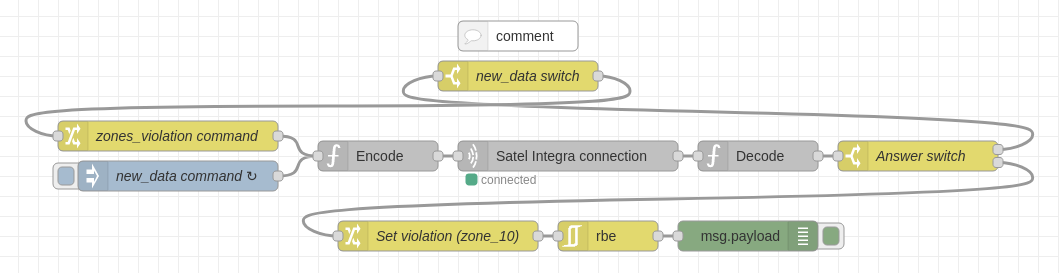 comment
new_data switch
zones_violation command
new_data command ↻
Encode
Satel Integra connection
connected
Decode
Answer switch
Set violation (zone_10)
rbe
msg.payload